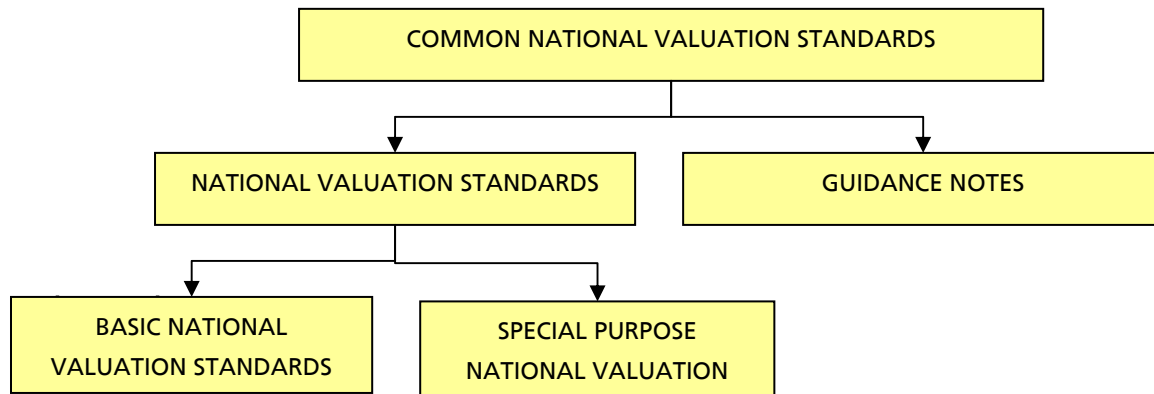 COMMON NATIONAL VALUATION STANDARDS
NATIONAL VALUATION STANDARDS
GUIDANCE NOTES
BASIC NATIONAL
VALUATION STANDARDS
SPECIAL PURPOSE
NATIONAL VALUATION